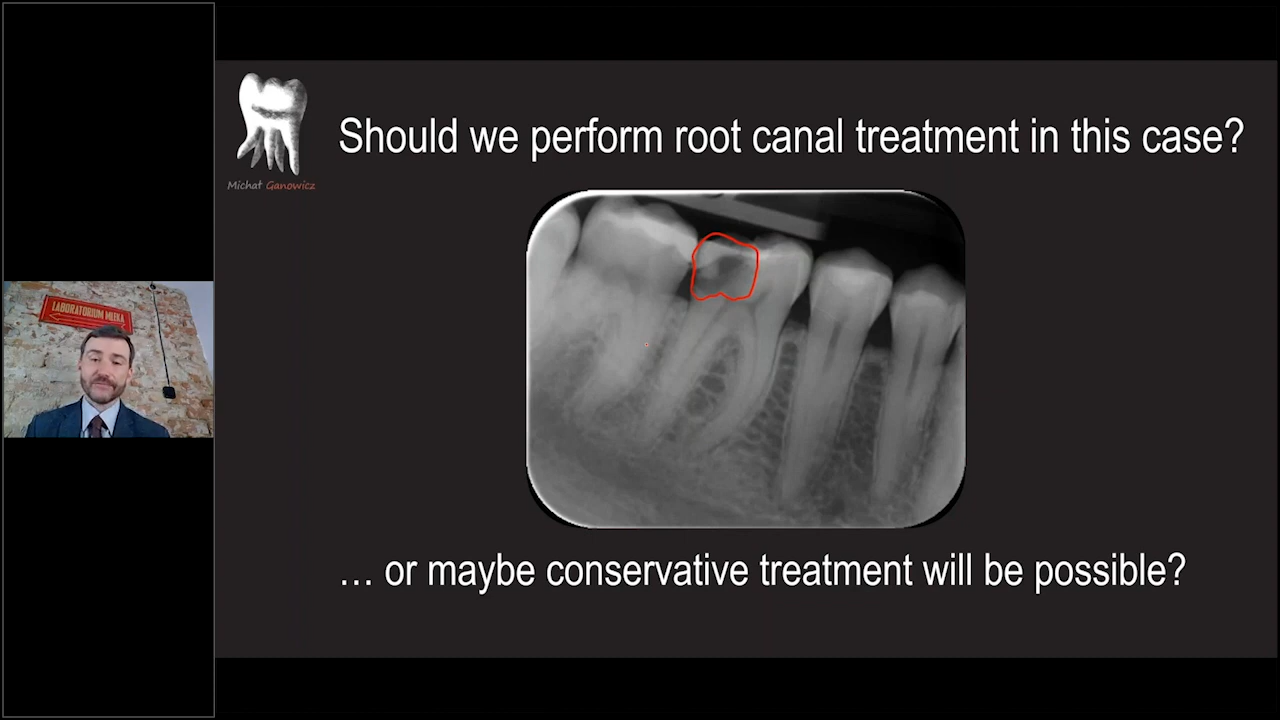 Should we perform root canal treatment in this case?
Michał Ganowicz
LABORATORIUM MLEKA
… or maybe conservative treatment will be possible?